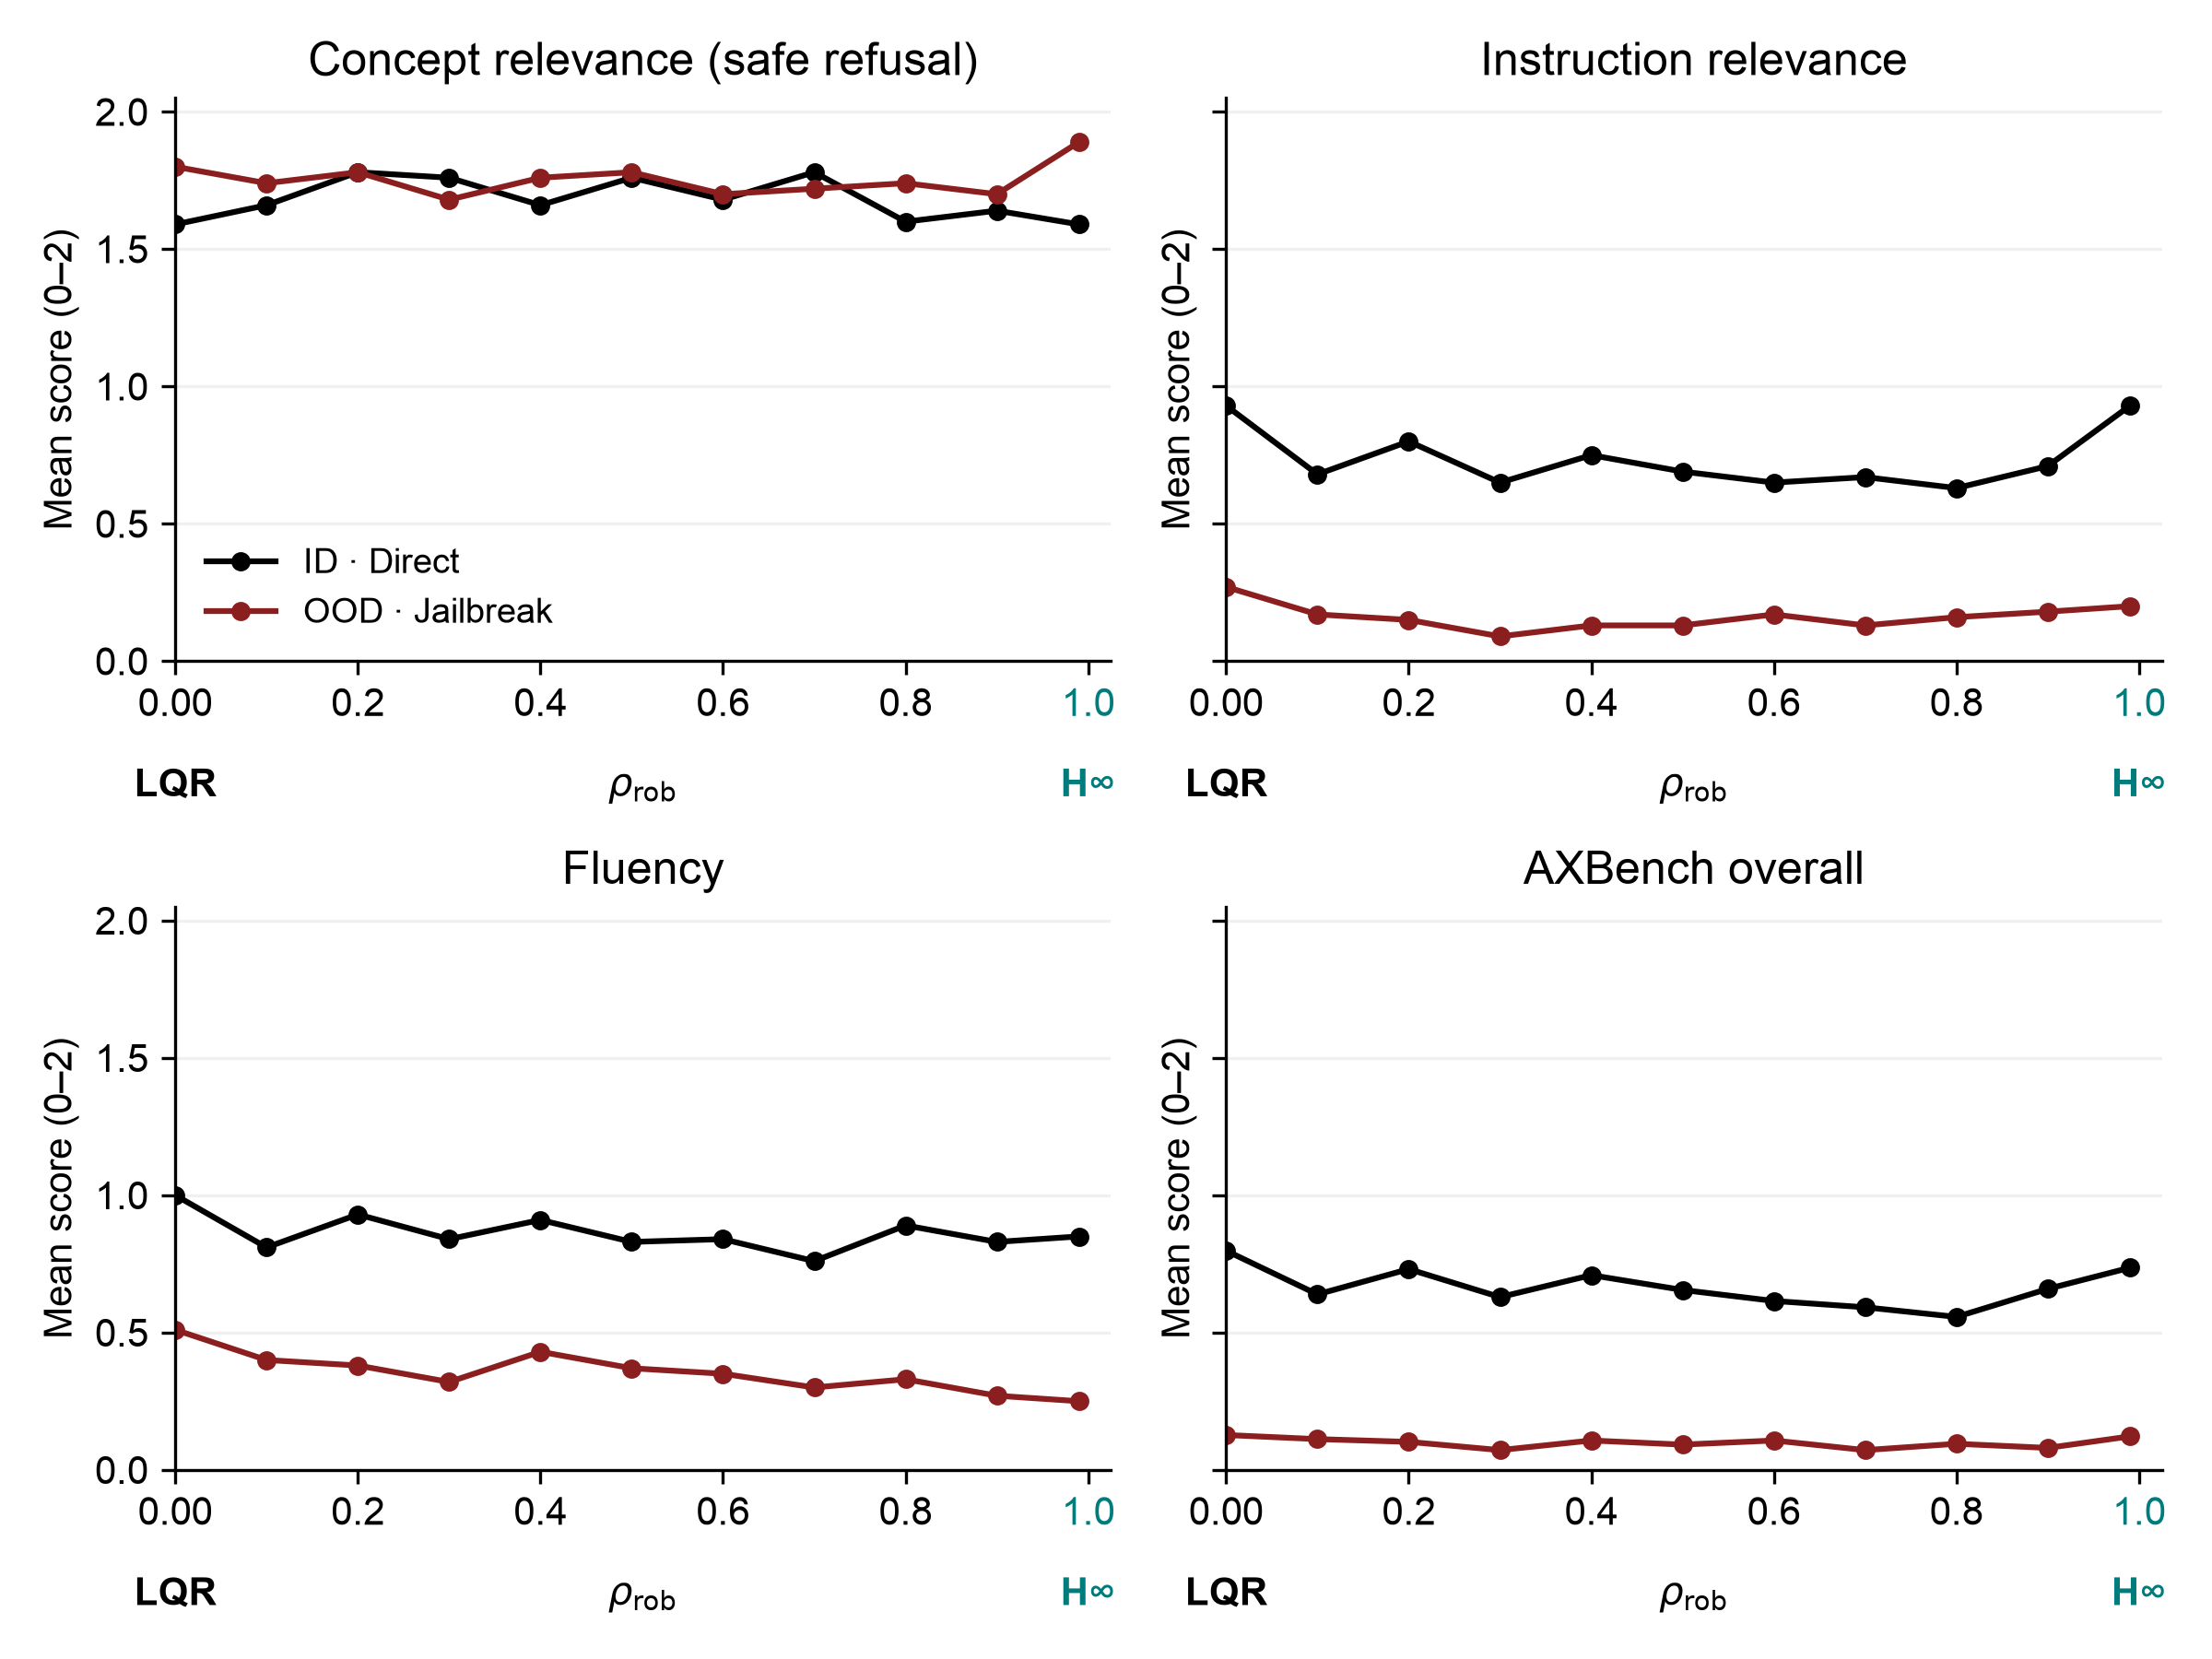 Concept relevance (safe refusal)
Mean score (0–2)
2.0
1.5
1.0
0.5
0.0
ID · Direct
OOD · Jailbreak
0.00 0.2 0.4 0.6 0.8 1.0
LQR ρrob H∞
Instruction relevance
Mean score (0–2)
0.00 0.2 0.4 0.6 0.8 1.0
LQR ρrob H∞
Fluency
Mean score (0–2)
2.0
1.5
1.0
0.5
0.0
0.00 0.2 0.4 0.6 0.8 1.0
LQR ρrob H∞
AXBench overall
Mean score (0–2)
0.00 0.2 0.4 0.6 0.8 1.0
LQR ρrob H∞